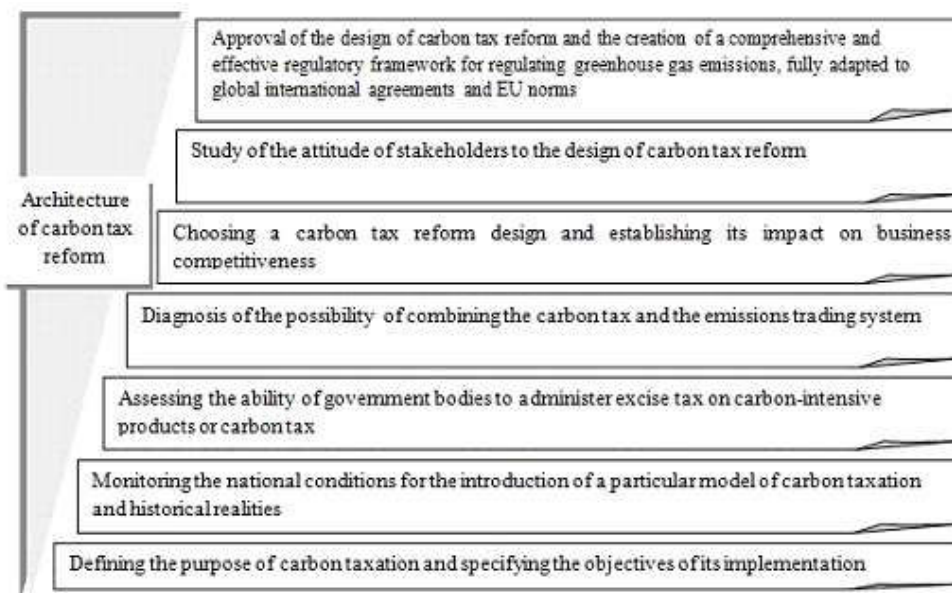 Approval of the design of carbon tax reform and the creation of a comprehensive and
effective regulatory framework for regulating greenhouse gas emissions, fully adapted to
global international agreements and EU norms
Study of the attitude of stakeholders to the design of carbon tax reform
Architecture
of carbon tax
reform
Choosing a carbon tax reform design and establishing its impact on business
competitiveness
Diagnosis of the possibility of combining the carbon tax and the emissions trading system
Assessing the ability of government bodies to administer excise tax on carbon-intensive
products or carbon tax
Monitoring the national conditions for the introduction of a particular model of carbon taxation
and historical realities
Defining the purpose of carbon taxation and specifying the objectives of its implementation